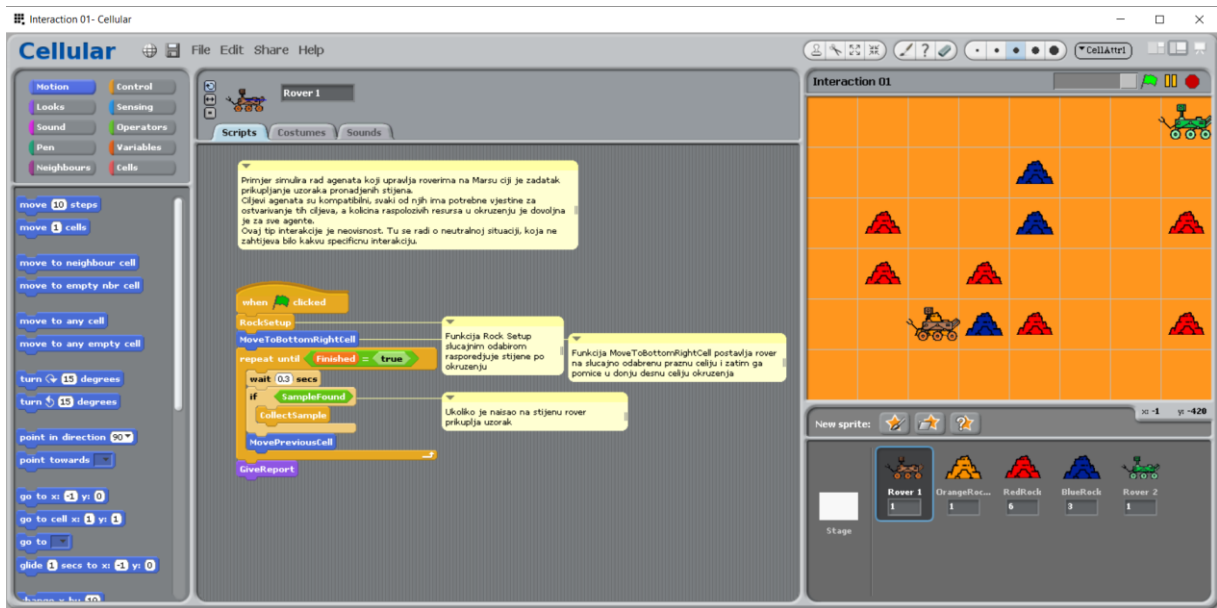 Interaction 01- Cellular
Cellular
File Edit Share Help
CellAttr1
Motion
Control
Looks
Sensing
Sound
Operators
Pen
Variables
Neighbours
Cells
move 10 steps
move 1 cells
move to neighbour cell
move to empty nbr cell
move to any cell
move to any empty cell
turn 15 degrees
turn 15 degrees
point in direction 90
point towards
go to x: -1 y: 0
go to cell x: 1 y: 1
go to
glide 1 secs to x: -1 y: 0
change x by 10
Rover 1
Scripts
Costumes
Sounds
Primjer simulira rad agenata koji upravlja roverima na Marsu ciji je zadatak
prikupljanje uzoraka pronadjenih stijena.
Ciljevi agenata su kompatibilni, svaki od njih ima potrebne vjestine za
ostvarivanje tih ciljeva, a kolicina raspolozivih resursa u okruzenju je dovoljna
je za sve agente.
Ovaj tip interakcije je neovisnost. Tu se radi o neutralnoj situaciji, koja ne
zahtijeva bilo kakvu specificnu interakciju.
when clicked
RockSetup
MoveToBottomRightCell
repeat until Finished = true
wait 0.3 secs
if SampleFound
CollectSample
MovePreviousCell
GiveReport
Funkcija Rock Setup
slucajnim odabirom
rasporedjuje stijene po
okruzenju
Funkcija MoveToBottomRightCell postavlja rover
na slucajno odabrenu praznu celiju i zatim ga
pomice u donju desnu celiju okruzenja
Ukoliko je naisao na stijenu rover
prikuplja uzorak
Interaction 01
x: -1 y: -420
New sprite:
Stage
Rover 1
1
OrangeRoc...
1
RedRock
6
BlueRock
3
Rover 2
1